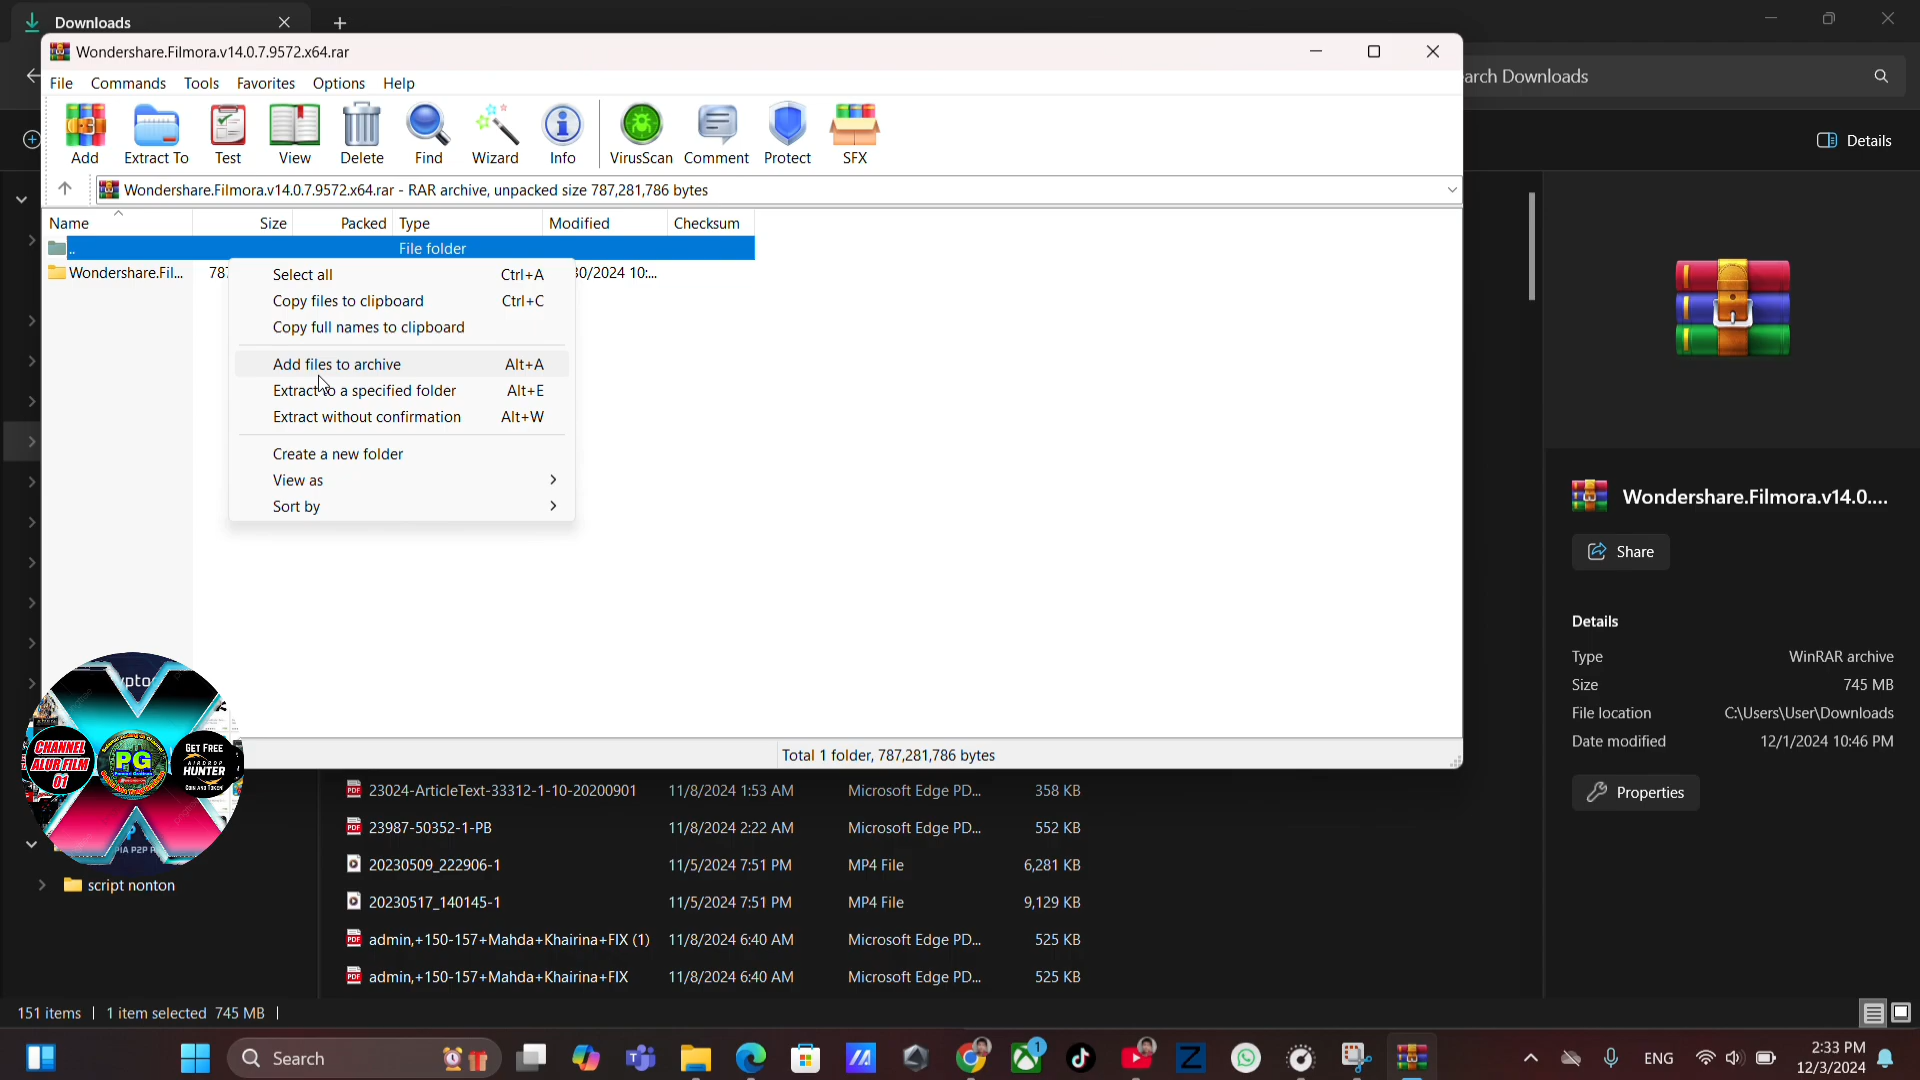 Downloads
Wondershare.Filmora.v14.0.7.9572.x64.rar
File Commands Tools Favorites Options Help
arch Downloads
Add Extract To Test View Delete Find Wizard Info VirusScan Comment Protect SFX
Details
Wondershare.Filmora.v14.0.7.9572.x64.rar - RAR archive, unpacked size 787,281,786 bytes
Name Size Packed Type Modified Checksum
.. File folder
Wondershare.Fil... 787 30/2024 10:...
Select all Ctrl+A
Copy files to clipboard Ctrl+C
Copy full names to clipboard
Add files to archive Alt+A
Extract to a specified folder Alt+E
Extract without confirmation Alt+W
Create a new folder
View as
Sort by
Wondershare.Filmora.v14.0....
Share
Details
Type WinRAR archive
Size 745 MB
File location C:\Users\User\Downloads
Date modified 12/1/2024 10:46 PM
Properties
Total 1 folder, 787,281,786 bytes
CHANNEL
ALUR FILM
01
PG
GET FREE
AIRDROP
HUNTER
COIN AND TOKEN
23024-ArticleText-33312-1-10-20200901 11/8/2024 1:53 AM Microsoft Edge PD... 358 KB
23987-50352-1-PB 11/8/2024 2:22 AM Microsoft Edge PD... 552 KB
20230509_222906-1 11/5/2024 7:51 PM MP4 File 6,281 KB
20230517_140145-1 11/5/2024 7:51 PM MP4 File 9,129 KB
admin,+150-157+Mahda+Khairina+FIX (1) 11/8/2024 6:40 AM Microsoft Edge PD... 525 KB
admin,+150-157+Mahda+Khairina+FIX 11/8/2024 6:40 AM Microsoft Edge PD... 525 KB
script nonton
151 items 1 item selected 745 MB
Search
1
ENG
2:33 PM
12/3/2024